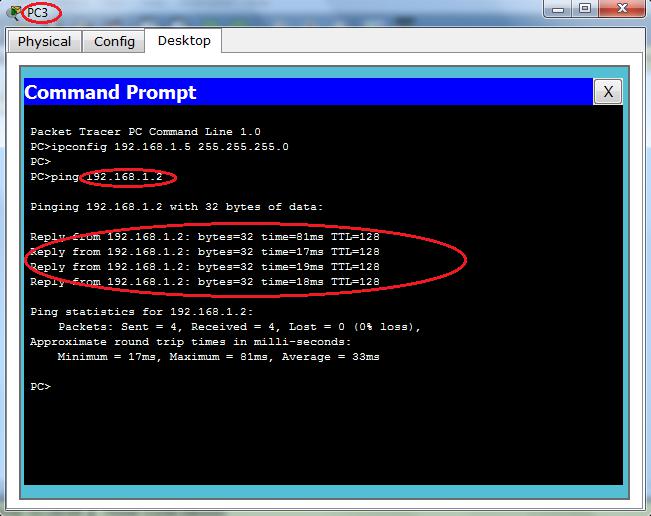 PC3
Physical Config Desktop
Command Prompt
X
Packet Tracer PC Command Line 1.0
PC>ipconfig 192.168.1.5 255.255.255.0
PC>
PC>ping 192.168.1.2
Pinging 192.168.1.2 with 32 bytes of data:
Reply from 192.168.1.2: bytes=32 time=81ms TTL=128
Reply from 192.168.1.2: bytes=32 time=17ms TTL=128
Reply from 192.168.1.2: bytes=32 time=19ms TTL=128
Reply from 192.168.1.2: bytes=32 time=18ms TTL=128
Ping statistics for 192.168.1.2:
Packets: Sent = 4, Received = 4, Lost = 0 (0% loss),
Approximate round trip times in milli-seconds:
Minimum = 17ms, Maximum = 81ms, Average = 33ms
PC>